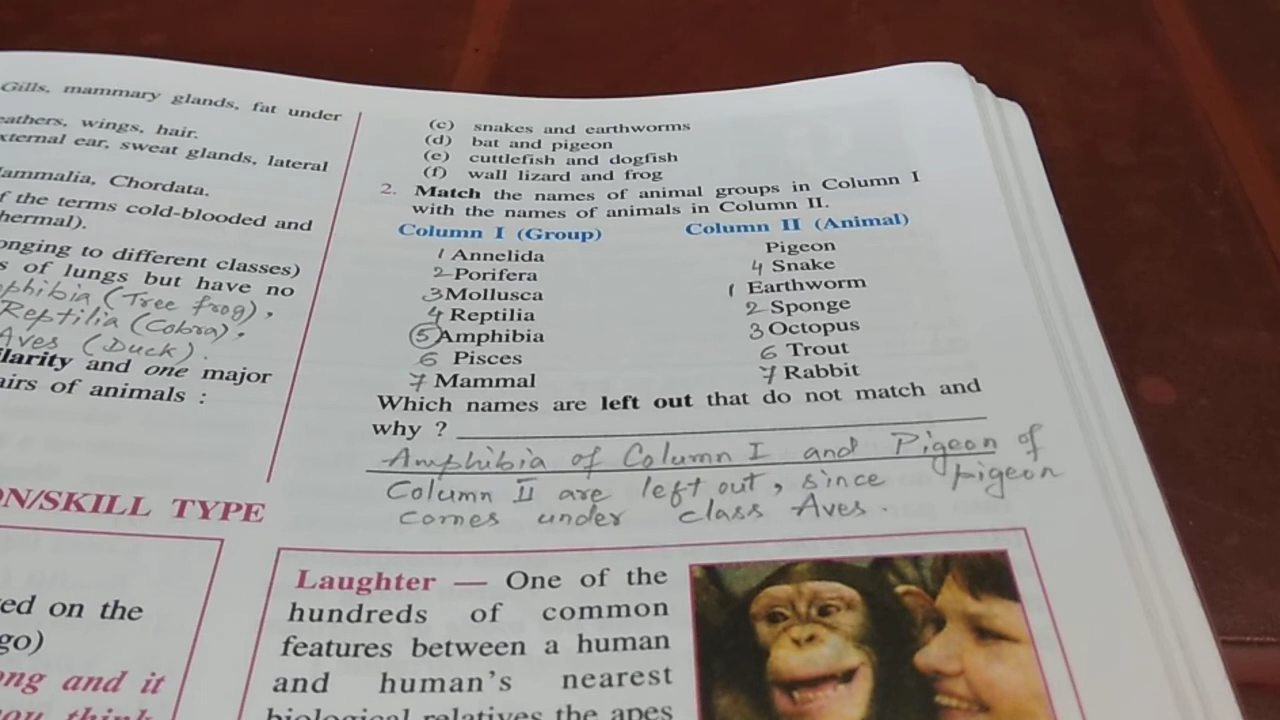 Gills, mammary glands, fat under
eathers, wings, hair.
xternal ear, sweat glands, lateral
ammalia, Chordata.
f the terms cold-blooded and
hermal).
onging to different classes)
s of lungs but have no
phibia (Tree frog),
Reptilia (Cobra),
Aves (Duck).
larity and one major
airs of animals :
ON/SKILL TYPE
ed on the
go)
ong and it
you think
(c) snakes and earthworms
(d) bat and pigeon
(e) cuttlefish and dogfish
(f) wall lizard and frog
2. Match the names of animal groups in Column I
with the names of animals in Column II.
Column I (Group) Column II (Animal)
1 Annelida Pigeon
2 Porifera 4 Snake
3 Mollusca 1 Earthworm
4 Reptilia 2 Sponge
5 Amphibia 3 Octopus
6 Pisces 6 Trout
7 Mammal 7 Rabbit
Which names are left out that do not match and
why ?
Amphibia of Column I and Pigeon of
Column II are left out, since pigeon
comes under class Aves.
Laughter — One of the
hundreds of common
features between a human
and human's nearest
biological relatives the apes